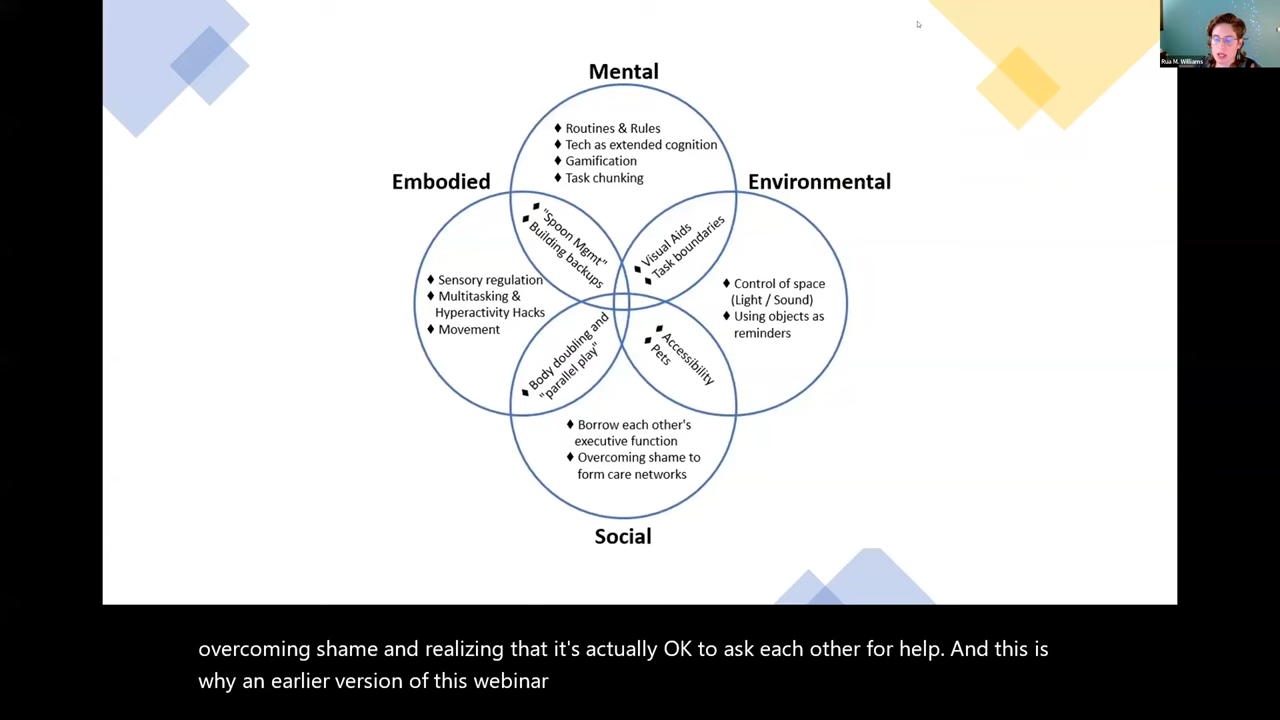 Rua M. Williams
Mental
♦ Routines & Rules
♦ Tech as extended cognition
♦ Gamification
♦ Task chunking
Embodied
Environmental
♦ "Spoon Mgmt"
♦ Building backups
♦ Visual Aids
♦ Task boundaries
♦ Sensory regulation
♦ Multitasking &
Hyperactivity Hacks
♦ Movement
♦ Control of space
(Light / Sound)
♦ Using objects as
reminders
♦ Body doubling and
"parallel play"
♦ Accessibility
♦ Pets
♦ Borrow each other's
executive function
♦ Overcoming shame to
form care networks
Social
overcoming shame and realizing that it's actually OK to ask each other for help. And this is
why an earlier version of this webinar